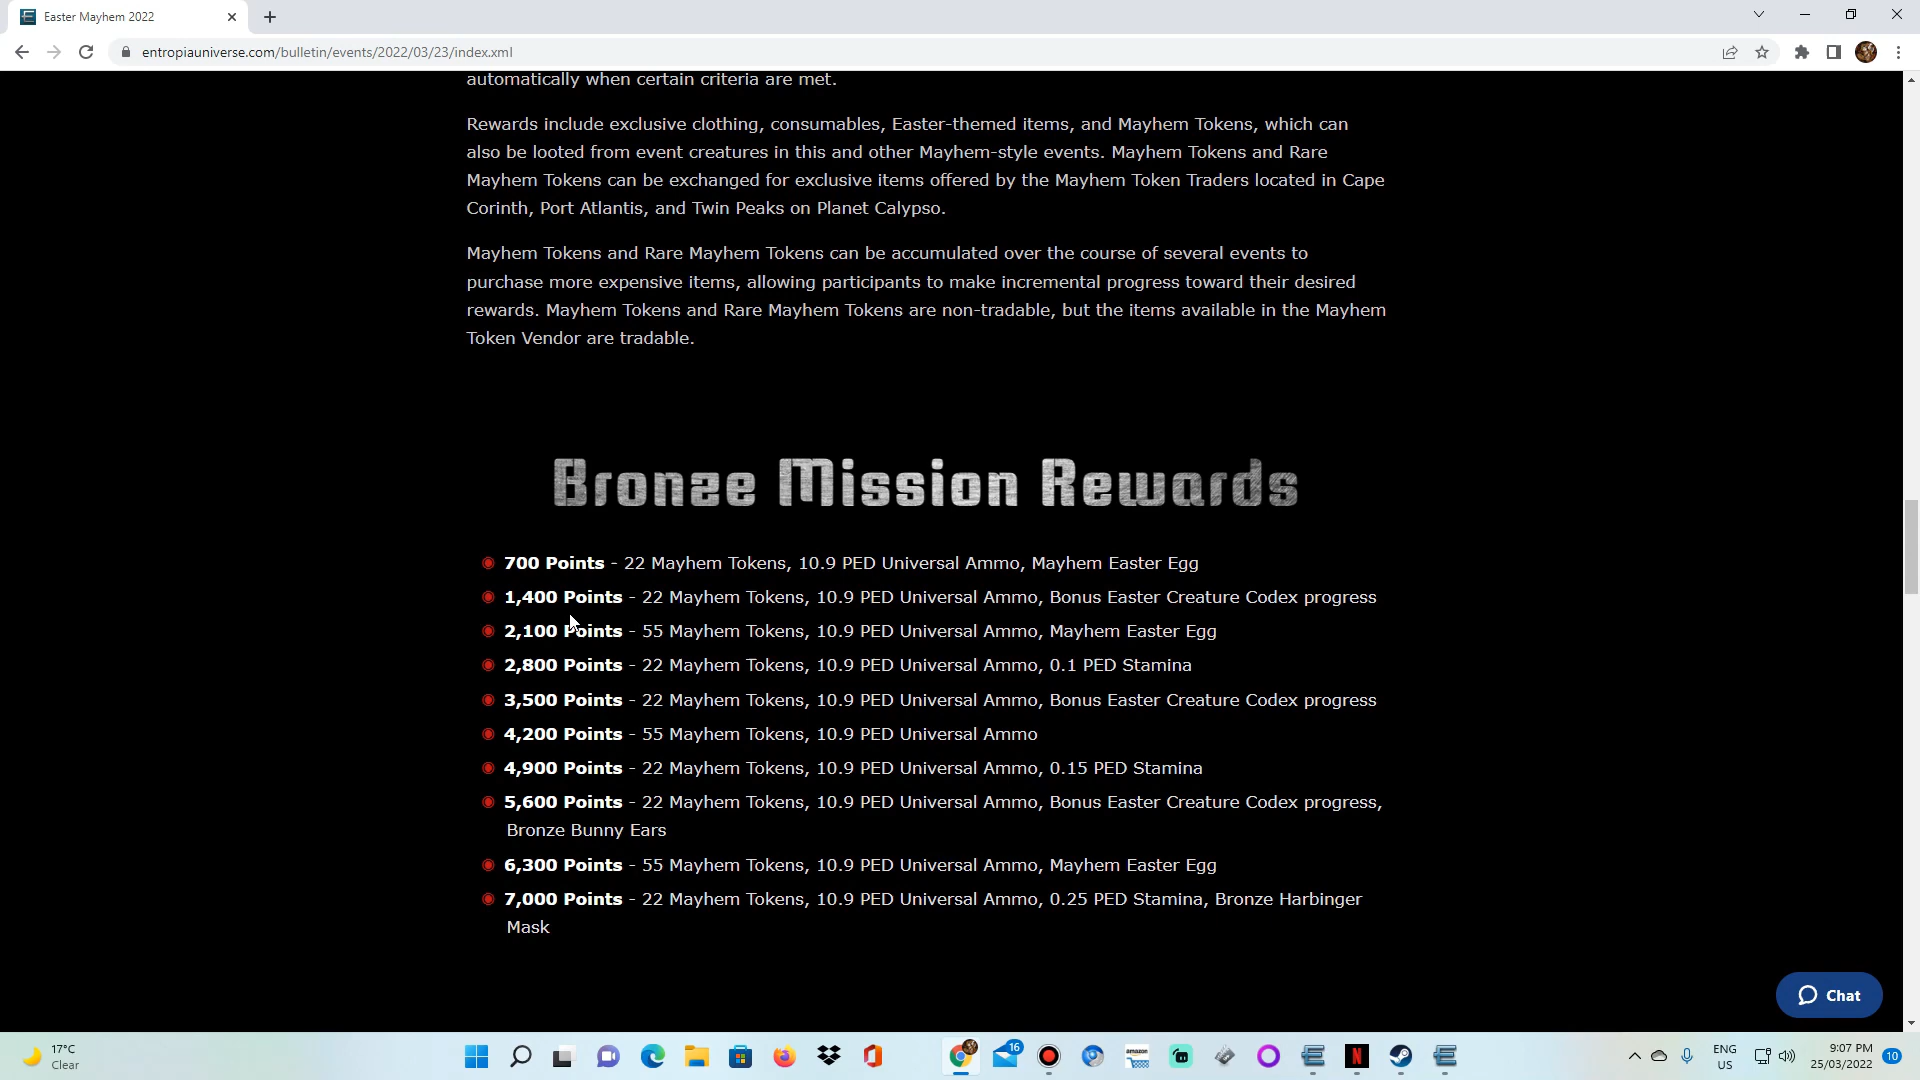 Easter Mayhem 2022
entropiauniverse.com/bulletin/events/2022/03/23/index.xml
automatically when certain criteria are met.
Rewards include exclusive clothing, consumables, Easter-themed items, and Mayhem Tokens, which can
also be looted from event creatures in this and other Mayhem-style events. Mayhem Tokens and Rare
Mayhem Tokens can be exchanged for exclusive items offered by the Mayhem Token Traders located in Cape
Corinth, Port Atlantis, and Twin Peaks on Planet Calypso.
Mayhem Tokens and Rare Mayhem Tokens can be accumulated over the course of several events to
purchase more expensive items, allowing participants to make incremental progress toward their desired
rewards. Mayhem Tokens and Rare Mayhem Tokens are non-tradable, but the items available in the Mayhem
Token Vendor are tradable.
Bronze Mission Rewards
700 Points - 22 Mayhem Tokens, 10.9 PED Universal Ammo, Mayhem Easter Egg
1,400 Points - 22 Mayhem Tokens, 10.9 PED Universal Ammo, Bonus Easter Creature Codex progress
2,100 Points - 55 Mayhem Tokens, 10.9 PED Universal Ammo, Mayhem Easter Egg
2,800 Points - 22 Mayhem Tokens, 10.9 PED Universal Ammo, 0.1 PED Stamina
3,500 Points - 22 Mayhem Tokens, 10.9 PED Universal Ammo, Bonus Easter Creature Codex progress
4,200 Points - 55 Mayhem Tokens, 10.9 PED Universal Ammo
4,900 Points - 22 Mayhem Tokens, 10.9 PED Universal Ammo, 0.15 PED Stamina
5,600 Points - 22 Mayhem Tokens, 10.9 PED Universal Ammo, Bonus Easter Creature Codex progress,
Bronze Bunny Ears
6,300 Points - 55 Mayhem Tokens, 10.9 PED Universal Ammo, Mayhem Easter Egg
7,000 Points - 22 Mayhem Tokens, 10.9 PED Universal Ammo, 0.25 PED Stamina, Bronze Harbinger
Mask
Chat
17°C
Clear
amazon
16
N
ENG
US
9:07 PM
25/03/2022
10